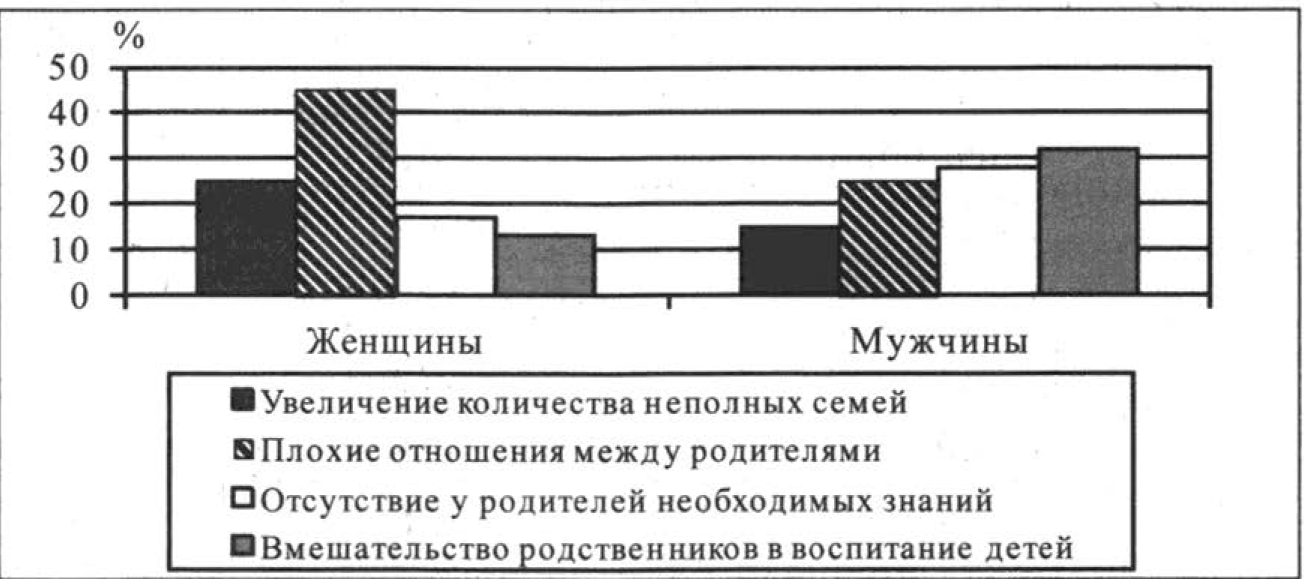 %
50
40
30
20
10
0
Женщины Мужчины
Увеличение количества неполных семей
Плохие отношения между родителями
Отсутствие у родителей необходимых знаний
Вмешательство родственников в воспитание детей